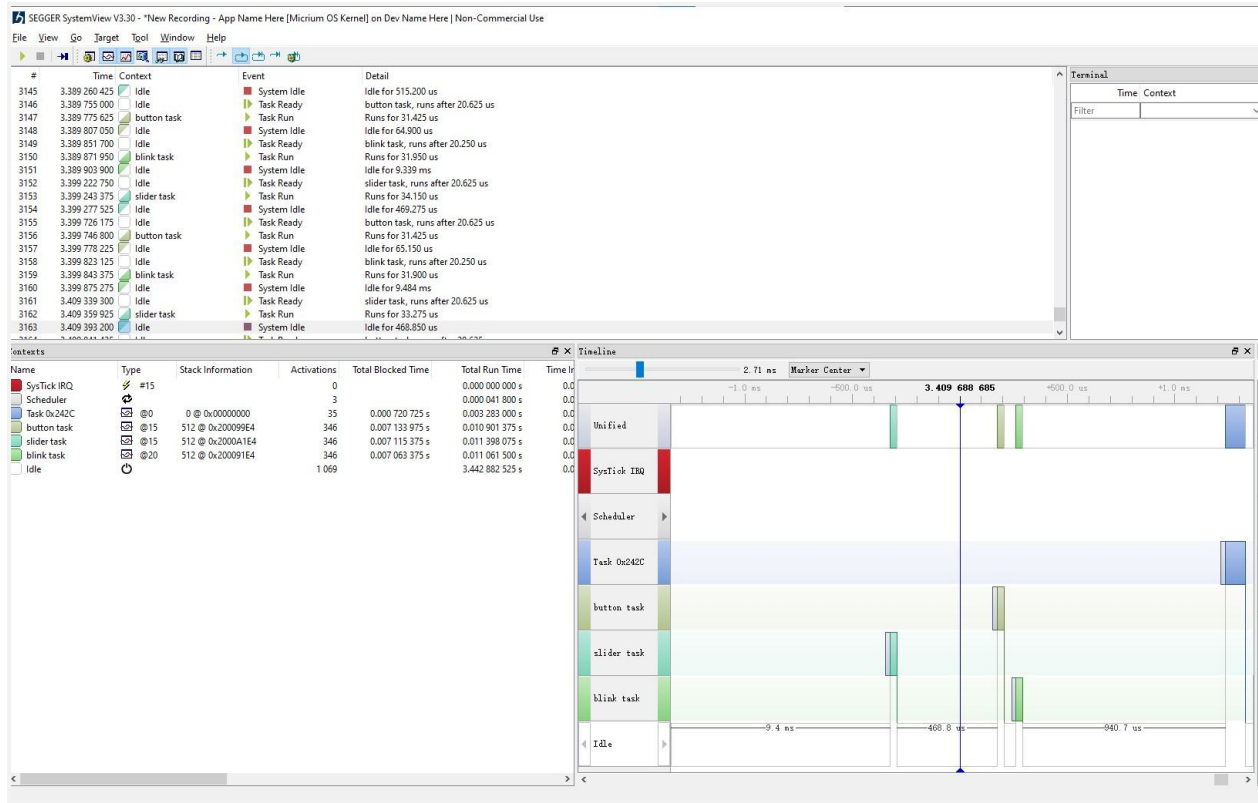 SEGGER SystemView V3.30 - *New Recording - App Name Here [Micrium OS Kernel] on Dev Name Here | Non-Commercial Use
File View Go Target Tool Window Help
# Time Context Event Detail
3145 3.389 260 425 Idle System Idle Idle for 515.200 us
3146 3.389 755 000 Idle Task Ready button task, runs after 20.625 us
3147 3.389 775 625 button task Task Run Runs for 31.425 us
3148 3.389 807 050 Idle System Idle Idle for 64.900 us
3149 3.389 851 700 Idle Task Ready blink task, runs after 20.250 us
3150 3.389 871 950 blink task Task Run Runs for 31.950 us
3151 3.389 903 900 Idle System Idle Idle for 9.339 ms
3152 3.399 222 750 Idle Task Ready slider task, runs after 20.625 us
3153 3.399 243 375 slider task Task Run Runs for 34.150 us
3154 3.399 277 525 Idle System Idle Idle for 469.275 us
3155 3.399 726 175 Idle Task Ready button task, runs after 20.625 us
3156 3.399 746 800 button task Task Run Runs for 31.425 us
3157 3.399 778 225 Idle System Idle Idle for 65.150 us
3158 3.399 823 125 Idle Task Ready blink task, runs after 20.250 us
3159 3.399 843 375 blink task Task Run Runs for 31.900 us
3160 3.399 875 275 Idle System Idle Idle for 9.484 ms
3161 3.409 339 300 Idle Task Ready slider task, runs after 20.625 us
3162 3.409 359 925 slider task Task Run Runs for 33.275 us
3163 3.409 393 200 Idle System Idle Idle for 468.850 us
Terminal
Time Context
Filter
ontexts
Name Type Stack Information Activations Total Blocked Time Total Run Time Time Ir
SysTick IRQ #15 0 0.000 000 000 s 0.0
Scheduler 3 0.000 041 800 s 0.0
Task 0x242C @0 0 @ 0x00000000 35 0.000 720 725 s 0.003 283 000 s 0.0
button task @15 512 @ 0x200099E4 346 0.007 133 975 s 0.010 901 375 s 0.0
slider task @15 512 @ 0x2000A1E4 346 0.007 115 375 s 0.011 398 075 s 0.0
blink task @20 512 @ 0x200091E4 346 0.007 063 375 s 0.011 061 500 s 0.0
Idle 1 069 3.442 882 525 s 0.0
Timeline
2.71 ms Marker Center
-1.0 ms -500.0 us 3.409 688 685 +500.0 us +1.0 ms
Unified
SysTick IRQ
Scheduler
Task 0x242C
button task
slider task
blink task
Idle
9.4 ms 468.8 us 940.7 us